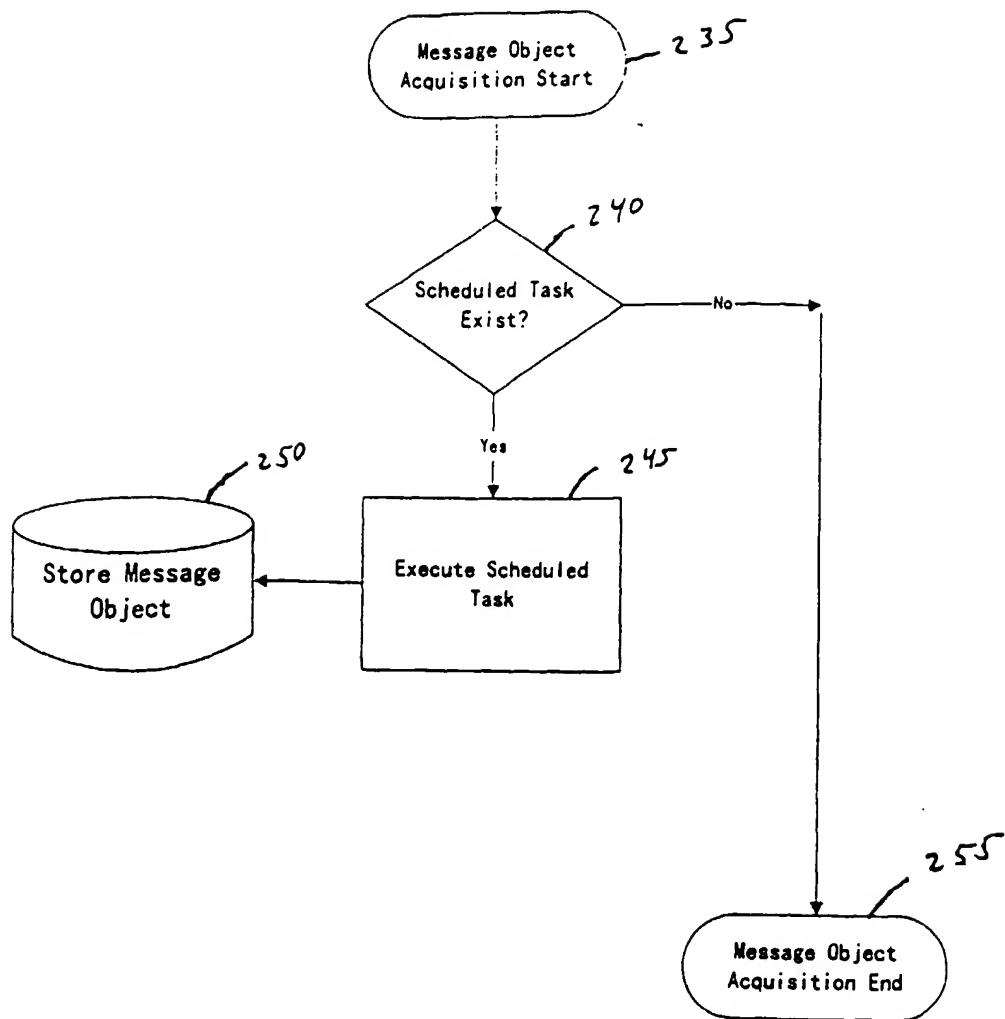 Message Object
Acquisition Start
235
240
Scheduled Task
Exist?
No
Yes
250
245
Store Message
Object
Execute Scheduled
Task
255
Message Object
Acquisition End